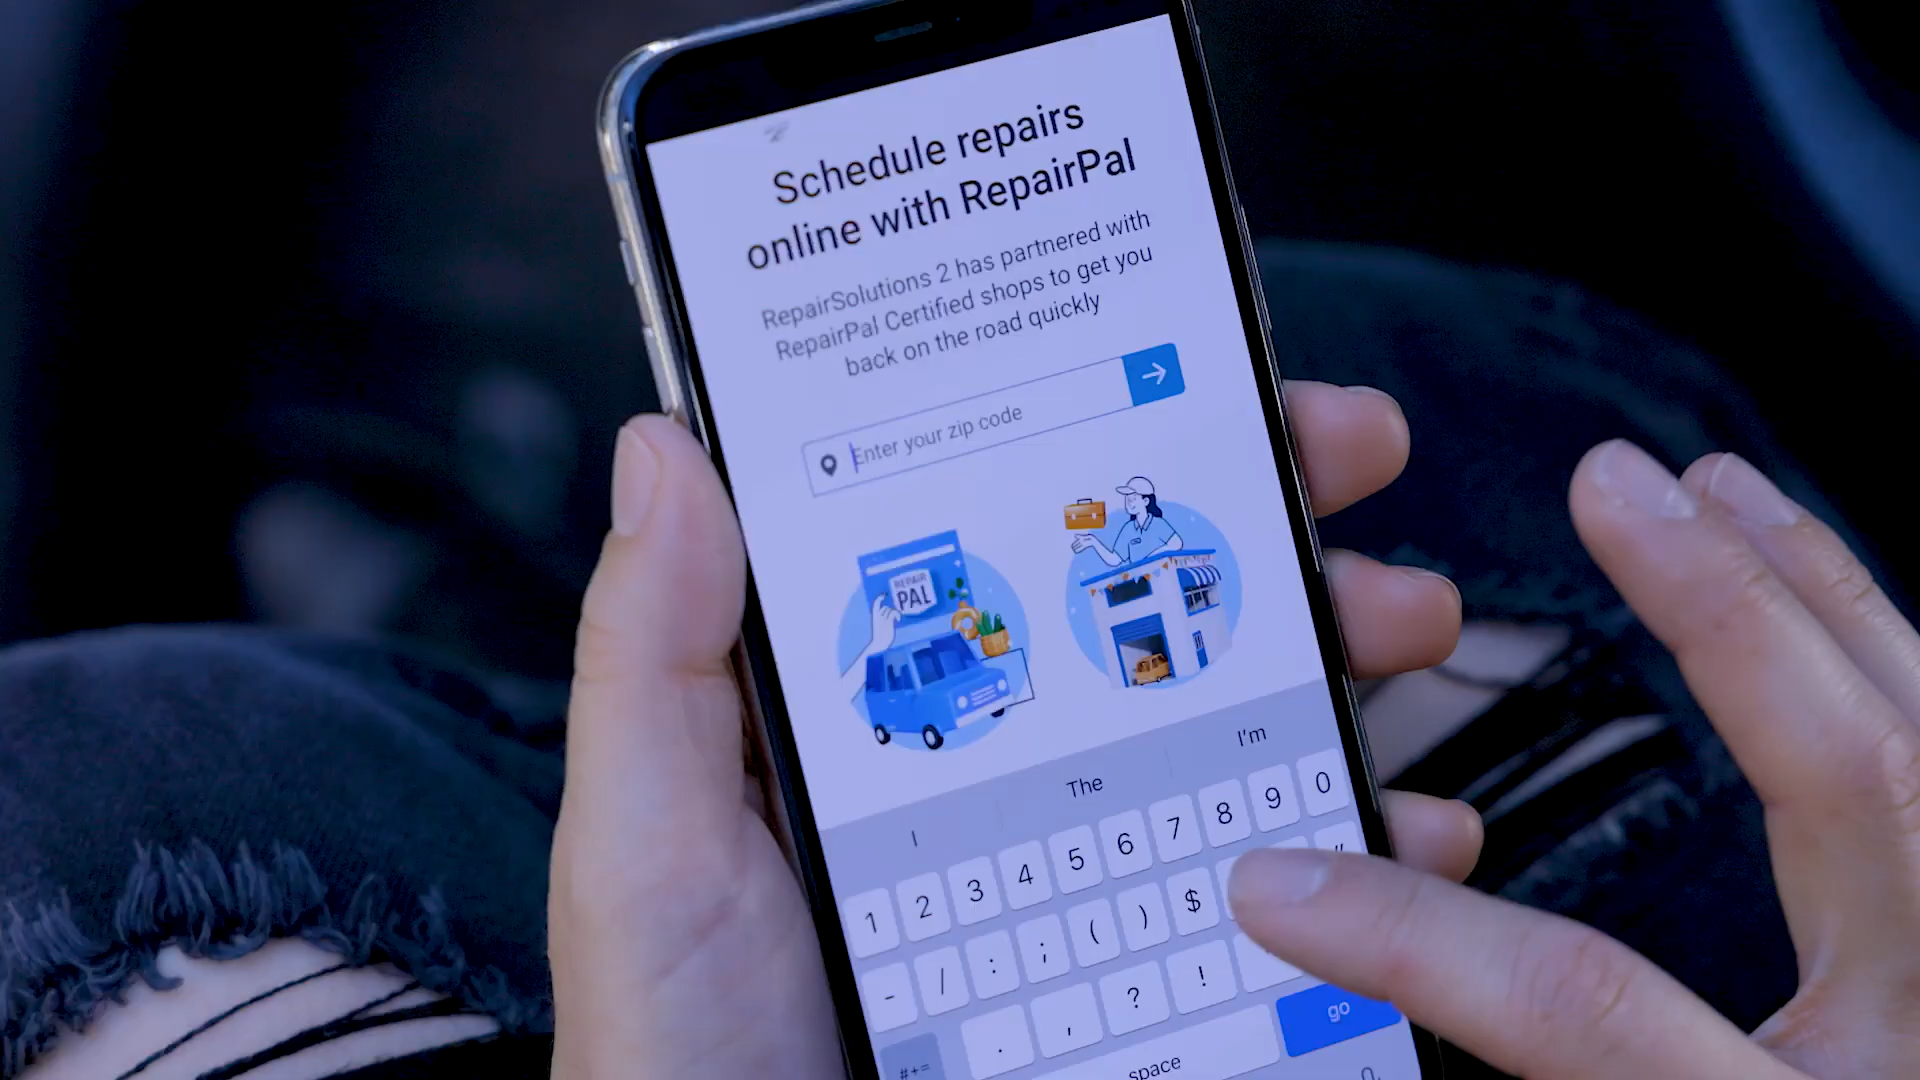 Schedule repairs
online with RepairPal
RepairSolutions 2 has partnered with
RepairPal Certified shops to get you
back on the road quickly
Enter your zip code
REPAIR
PAL
I
The
I'm
1 2 3 4 5 6 7 8 9 0
- / : ; ( ) $ "
#+= . , ? !
space
go